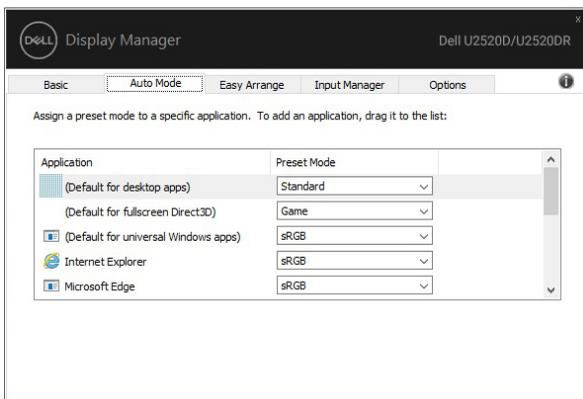 x
DELL Display Manager Dell U2520D/U2520DR
Basic Auto Mode Easy Arrange Input Manager Options i
Assign a preset mode to a specific application. To add an application, drag it to the list:
Application Preset Mode
(Default for desktop apps) Standard
(Default for fullscreen Direct3D) Game
(Default for universal Windows apps) sRGB
Internet Explorer sRGB
Microsoft Edge sRGB